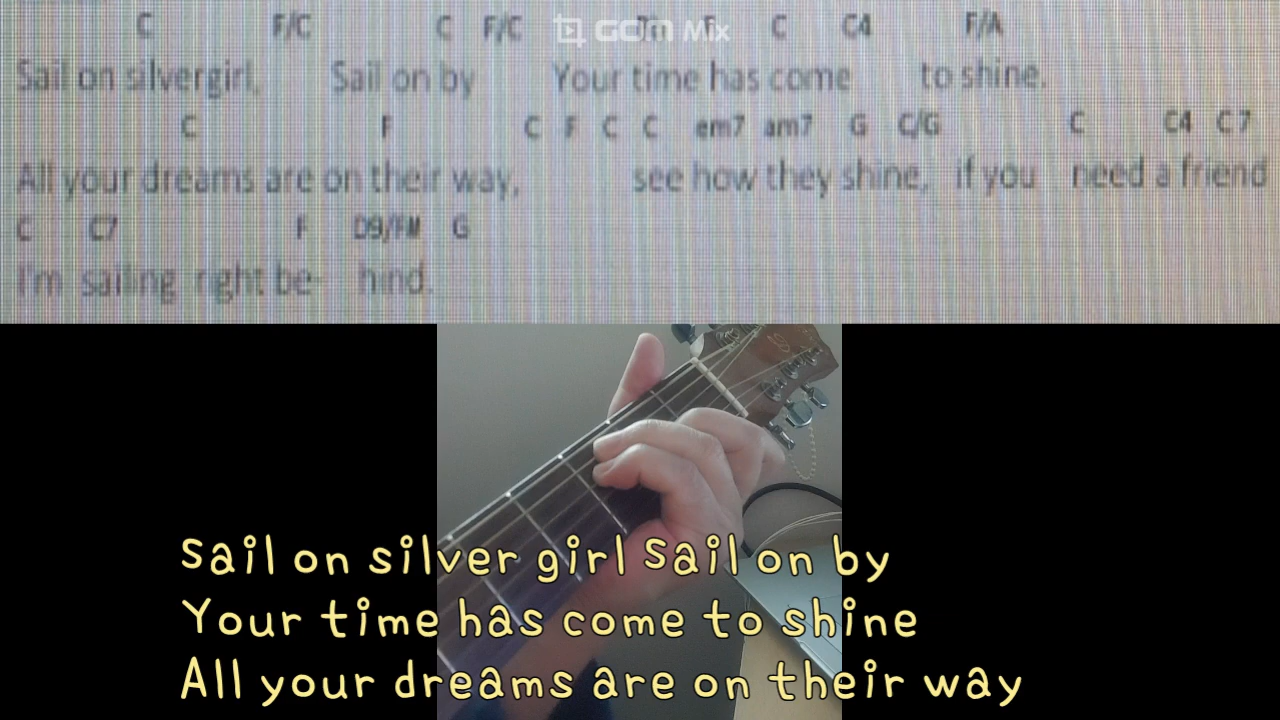 C F/C C F/C GOM Mix F C C4 F/A
Sail on silvergirl, Sail on by Your time has come to shine.
C F C F C C em7 am7 G C/G C C4 C7
All your dreams are on their way, see how they shine, if you need a friend
C C7 F D9/F# G
I'm sailing right be- hind.
Sail on silver girl Sail on by
Your time has come to shine
All your dreams are on their way